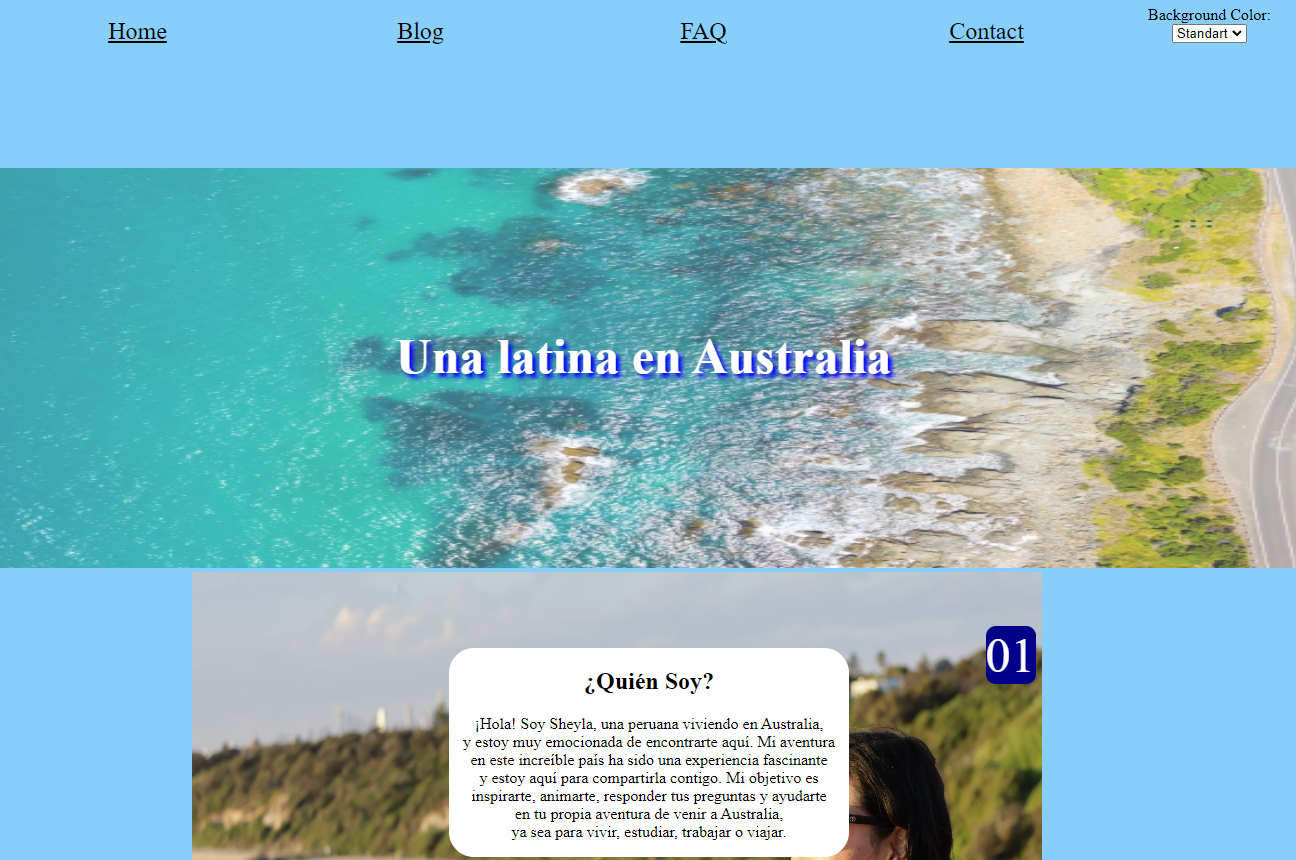 Home Blog FAQ Contact Background Color:
Standart
Una latina en Australia
01
¿Quién Soy?
¡Hola! Soy Sheyla, una peruana viviendo en Australia,
y estoy muy emocionada de encontrarte aquí. Mi aventura
en este increíble país ha sido una experiencia fascinante
y estoy aquí para compartirla contigo. Mi objetivo es
inspirarte, animarte, responder tus preguntas y ayudarte
en tu propia aventura de venir a Australia,
ya sea para vivir, estudiar, trabajar o viajar.